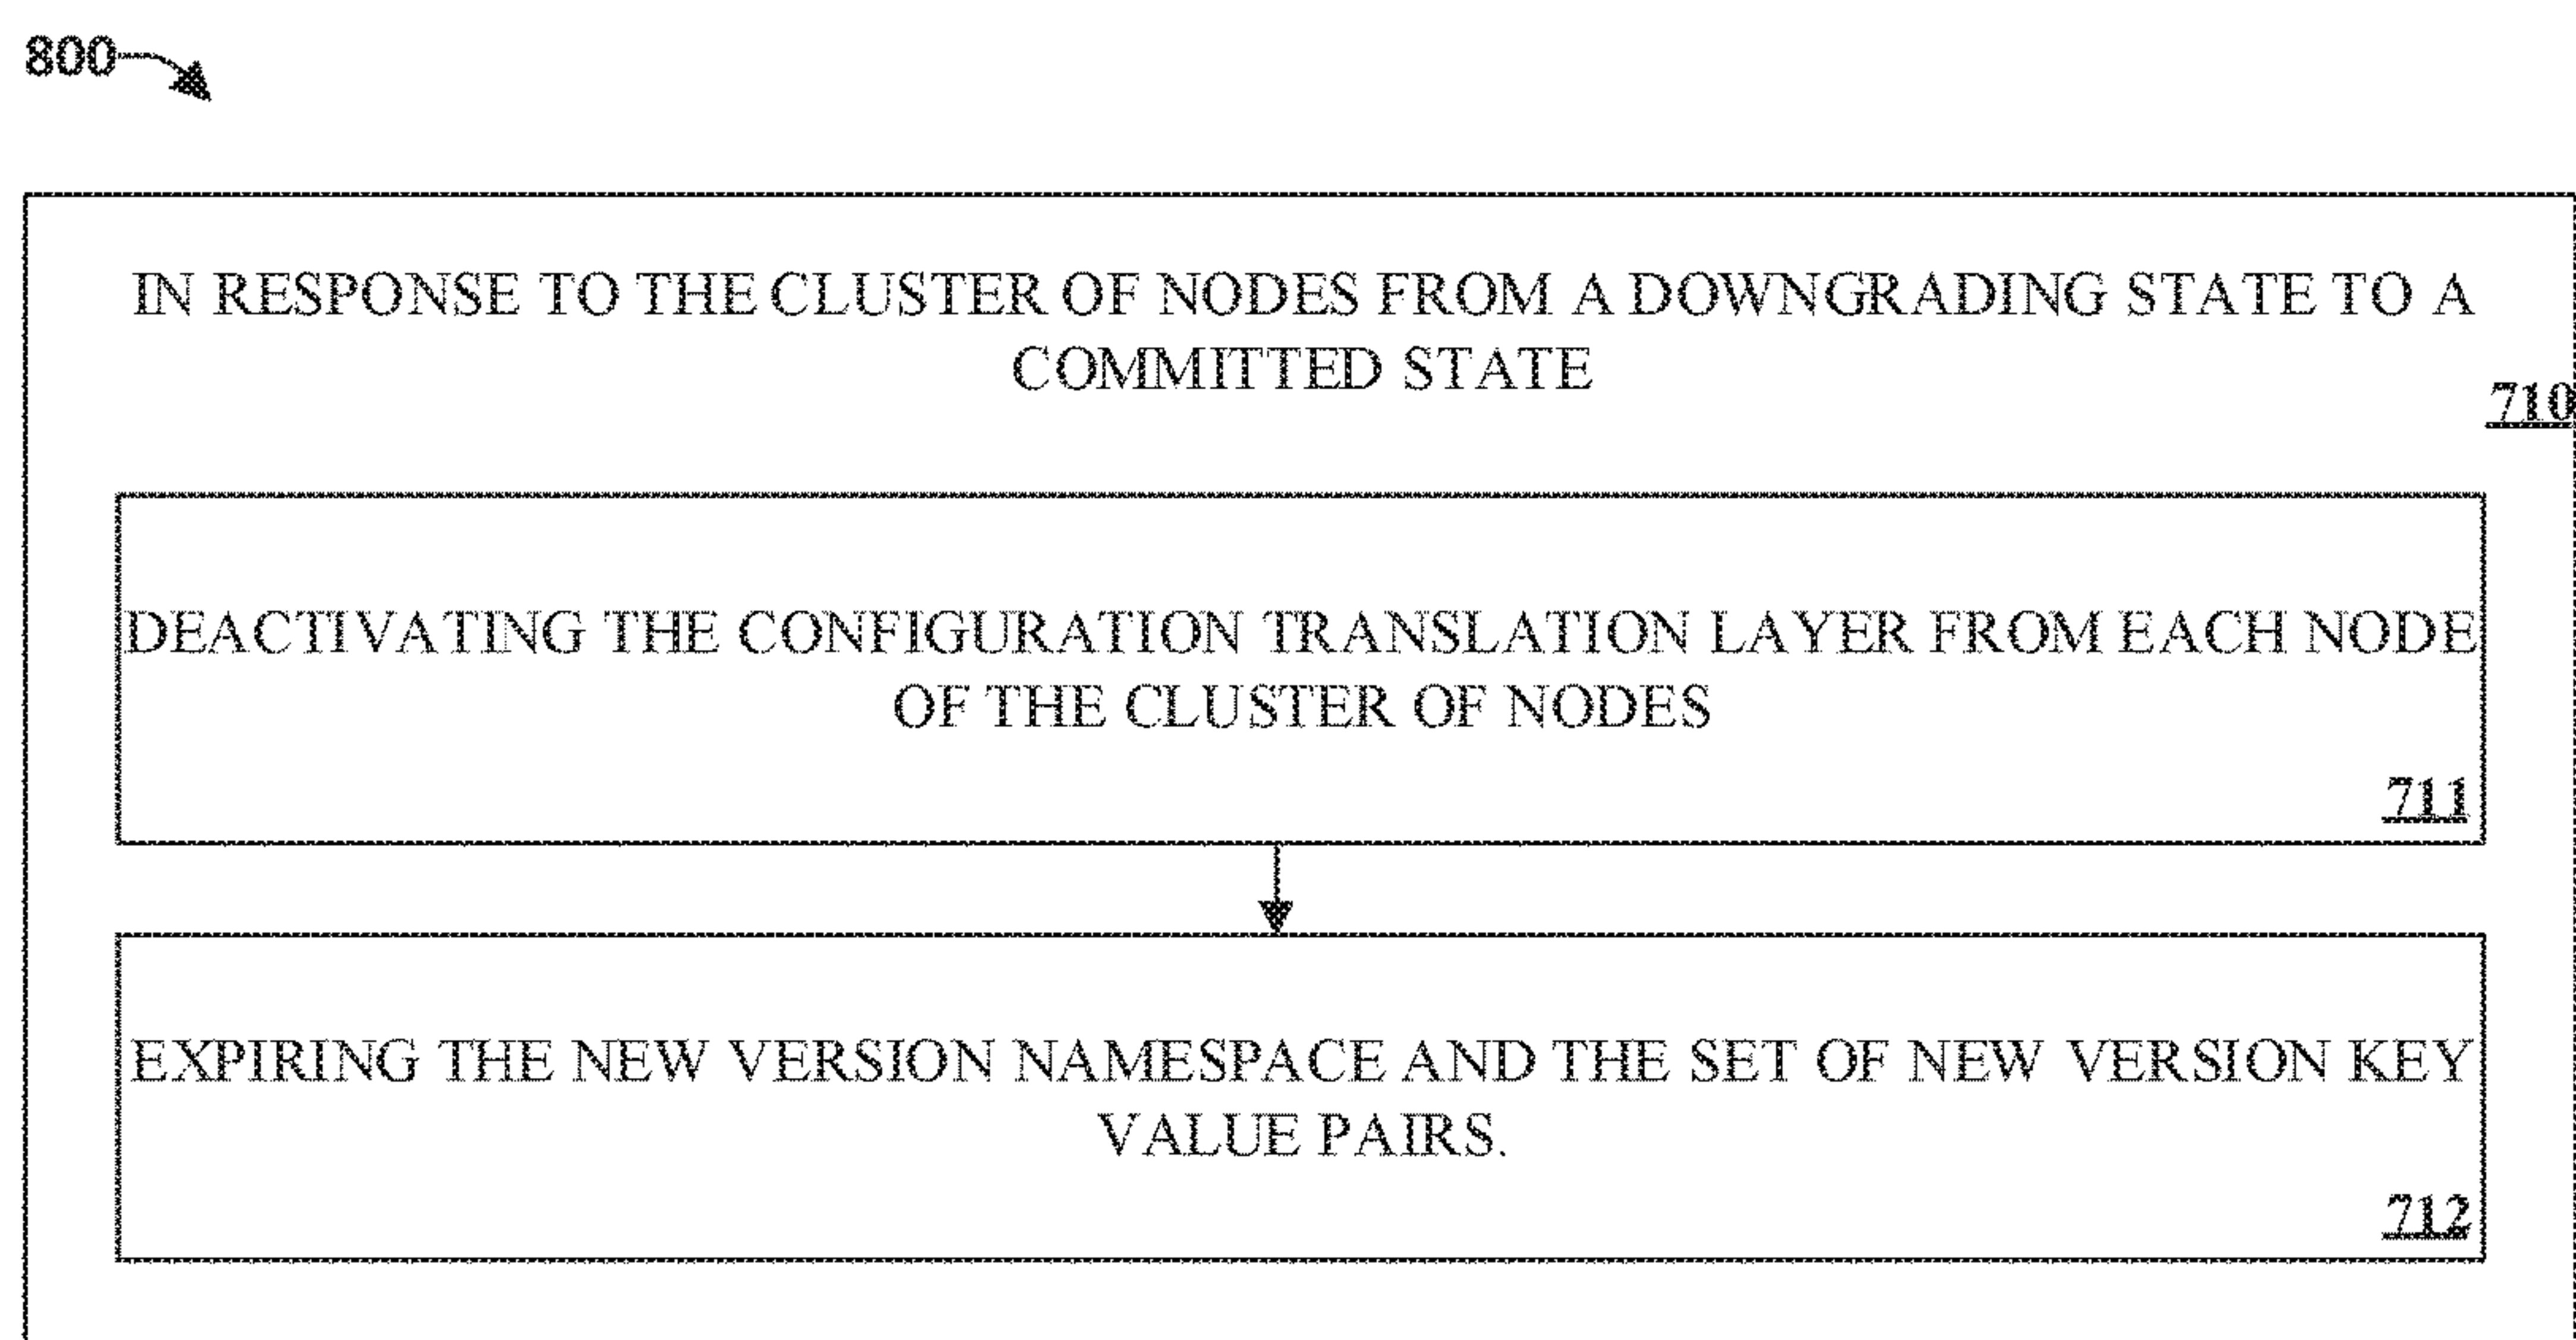 800
IN RESPONSE TO THE CLUSTER OF NODES FROM A DOWNGRADING STATE TO A
COMMITTED STATE
710
DEACTIVATING THE CONFIGURATION TRANSLATION LAYER FROM EACH NODE
OF THE CLUSTER OF NODES
711
EXPIRING THE NEW VERSION NAMESPACE AND THE SET OF NEW VERSION KEY
VALUE PAIRS.
712